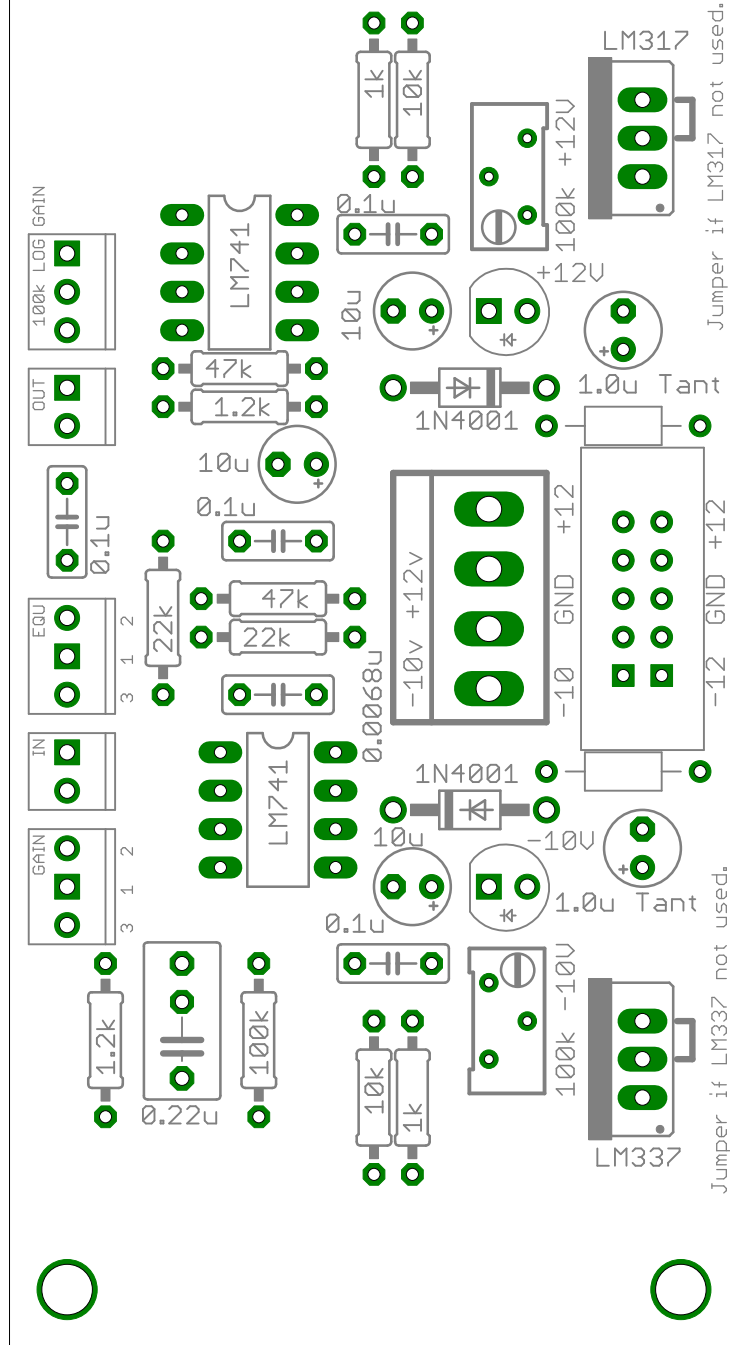 LM317
Jumper if LM317 not used.
1k
10k
100k +12V
0.1u
100k LOG GAIN
LM741
+12V
10u
+
+
1.0u Tant
47k
1N4001
OUT
1.2k
10u
+
0.1u
0.1u
+12
+12
-10v +12v
EQU
2
1
3
22k
47k
22k
GND
GND
-10
-12
0.0068u
IN
LM741
1N4001
GAIN
2
1
3
10u
+
-10V
+
1.0u Tant
0.1u
Jumper if LM337 not used.
1.2k
100k
0.22u
10k
1k
100k -10V
LM337